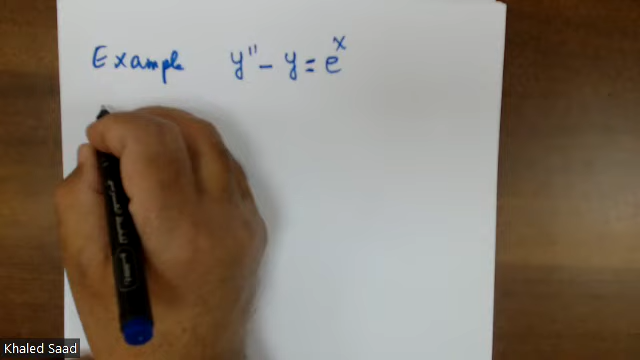 Example y'' - y = e^x
Khaled Saad